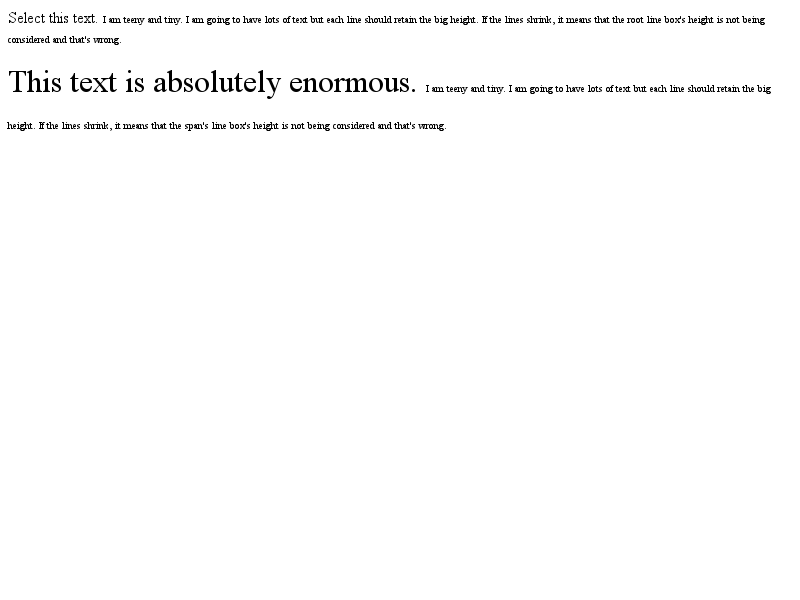 Select this text. I am teeny and tiny. I am going to have lots of text but each line should retain the big height. If the lines shrink, it means that the root line box's height is not being
considered and that's wrong.
This text is absolutely enormous. I am teeny and tiny. I am going to have lots of text but each line should retain the big
height. If the lines shrink, it means that the span's line box's height is not being considered and that's wrong.